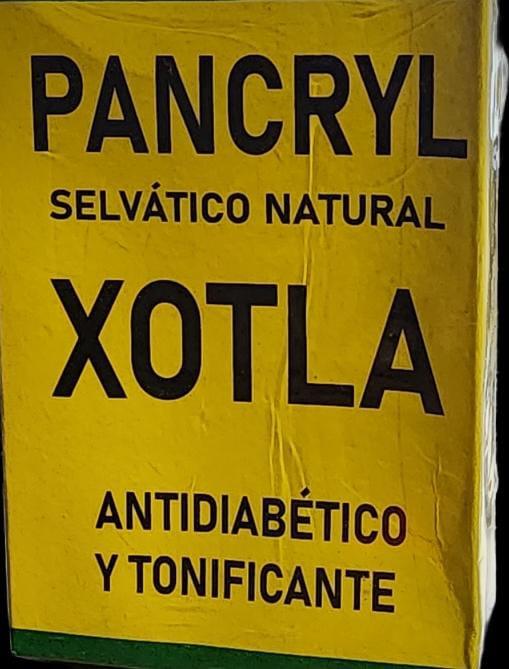 PANCRYL
SELVÁTICO NATURAL
XOTLA
ANTIDIABÉTICO
Y TONIFICANTE